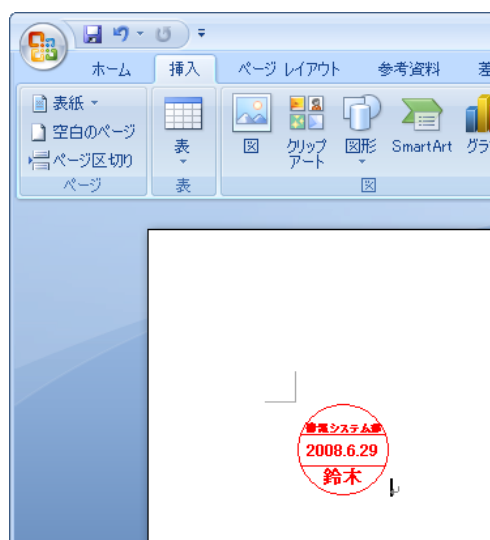 ホーム 挿入 ページ レイアウト 参考資料 差
表紙
空白のページ
ページ区切り
表
図
クリップ
アート
図形
SmartArt
グラ
ページ
表
図
システム
2008.6.29
鈴木